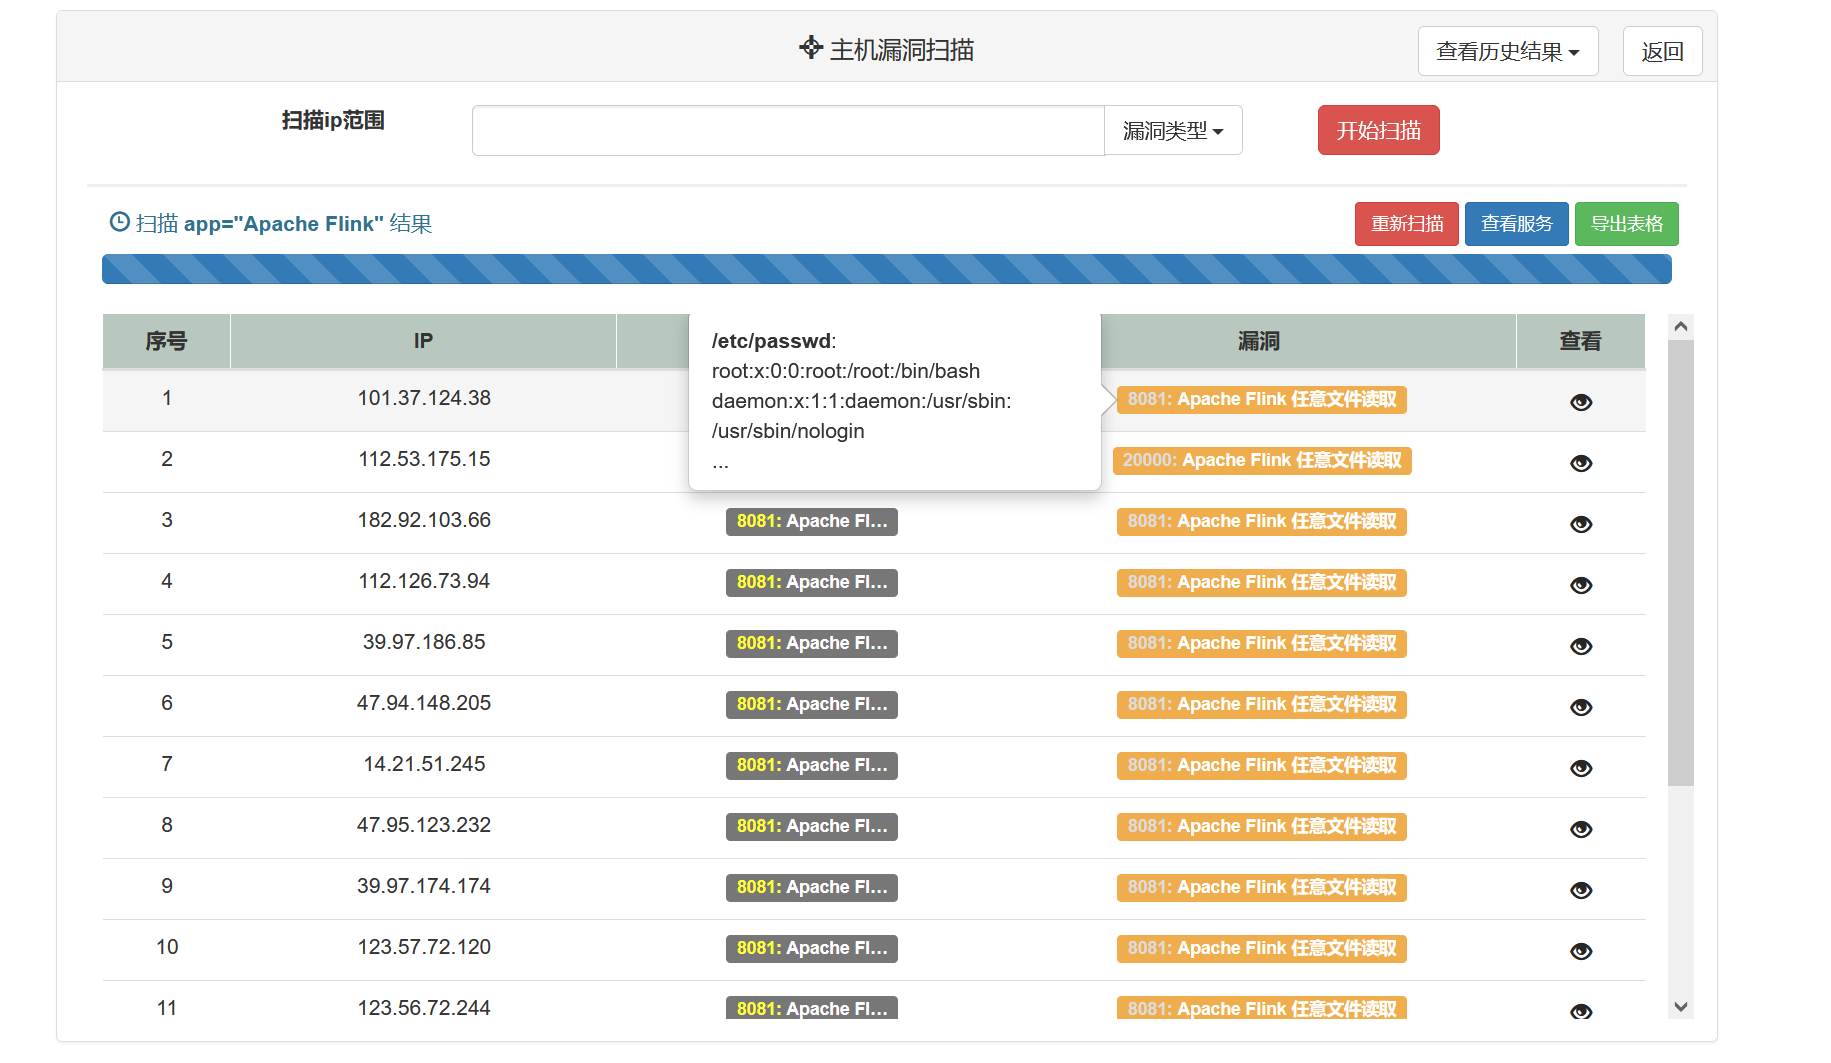 主机漏洞扫描
查看历史结果
返回
扫描ip范围
漏洞类型
开始扫描
扫描 app="Apache Flink" 结果
重新扫描
查看服务
导出表格
序号 IP 漏洞 查看
/etc/passwd:
root:x:0:0:root:/root:/bin/bash
daemon:x:1:1:daemon:/usr/sbin:
/usr/sbin/nologin
...
1 101.37.124.38 8081: Apache Flink 任意文件读取
2 112.53.175.15 20000: Apache Flink 任意文件读取
3 182.92.103.66 8081: Apache Fl... 8081: Apache Flink 任意文件读取
4 112.126.73.94 8081: Apache Fl... 8081: Apache Flink 任意文件读取
5 39.97.186.85 8081: Apache Fl... 8081: Apache Flink 任意文件读取
6 47.94.148.205 8081: Apache Fl... 8081: Apache Flink 任意文件读取
7 14.21.51.245 8081: Apache Fl... 8081: Apache Flink 任意文件读取
8 47.95.123.232 8081: Apache Fl... 8081: Apache Flink 任意文件读取
9 39.97.174.174 8081: Apache Fl... 8081: Apache Flink 任意文件读取
10 123.57.72.120 8081: Apache Fl... 8081: Apache Flink 任意文件读取
11 123.56.72.244 8081: Apache Fl... 8081: Apache Flink 任意文件读取